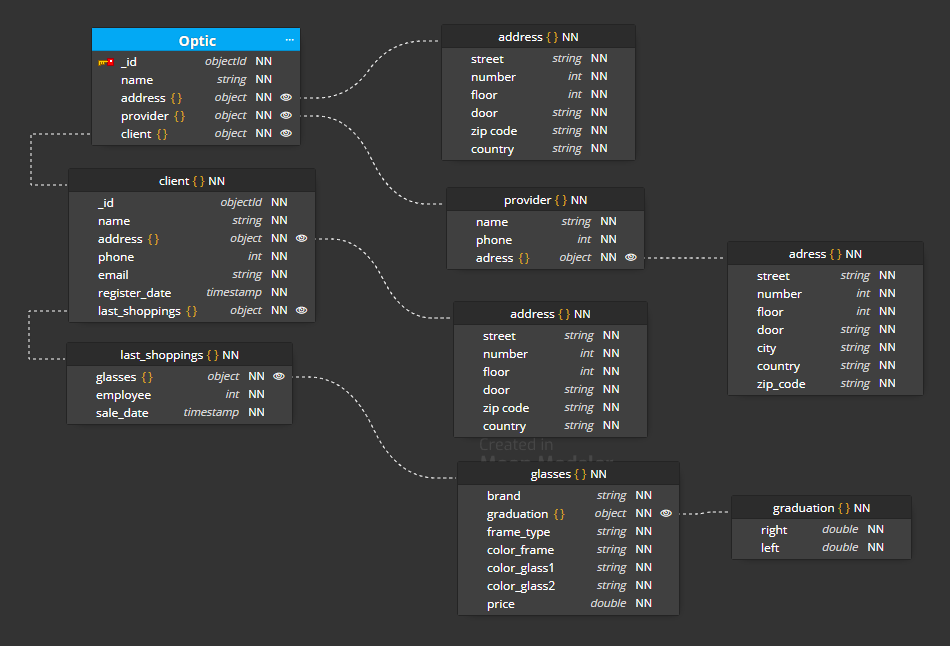 Optic ...
_id objectId NN
name string NN
address {} object NN
provider {} object NN
client {} object NN
address {} NN
street string NN
number int NN
floor int NN
door string NN
zip code string NN
country string NN
client {} NN
_id objectId NN
name string NN
address {} object NN
phone int NN
email string NN
register_date timestamp NN
last_shoppings {} object NN
provider {} NN
name string NN
phone int NN
adress {} object NN
adress {} NN
street string NN
number int NN
floor int NN
door string NN
city string NN
country string NN
zip_code string NN
address {} NN
street string NN
number int NN
floor int NN
door string NN
zip code string NN
country string NN
last_shoppings {} NN
glasses {} object NN
employee int NN
sale_date timestamp NN
Created in
Moon Modeler
glasses {} NN
brand string NN
graduation {} object NN
frame_type string NN
color_frame string NN
color_glass1 string NN
color_glass2 string NN
price double NN
graduation {} NN
right double NN
left double NN